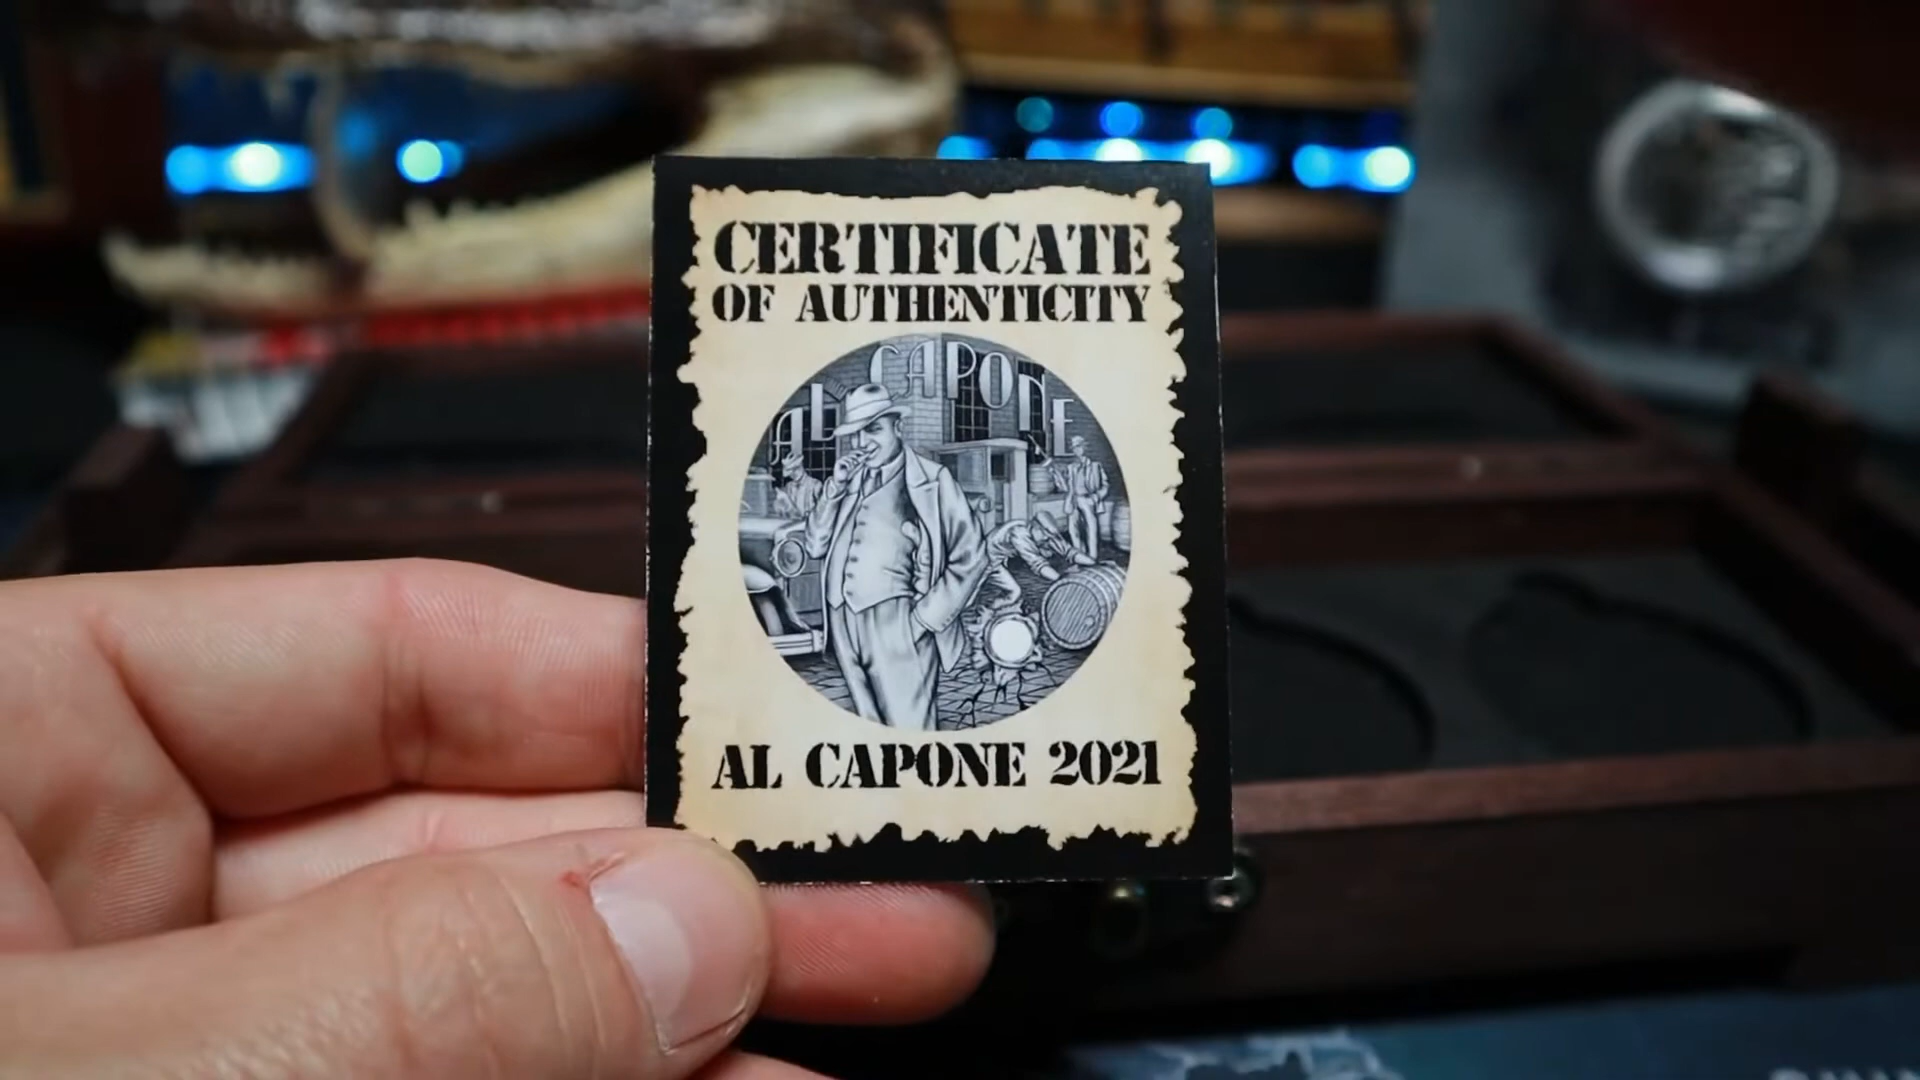 CERTIFICATE
OF AUTHENTICITY
AL CAPONE
AL CAPONE 2021